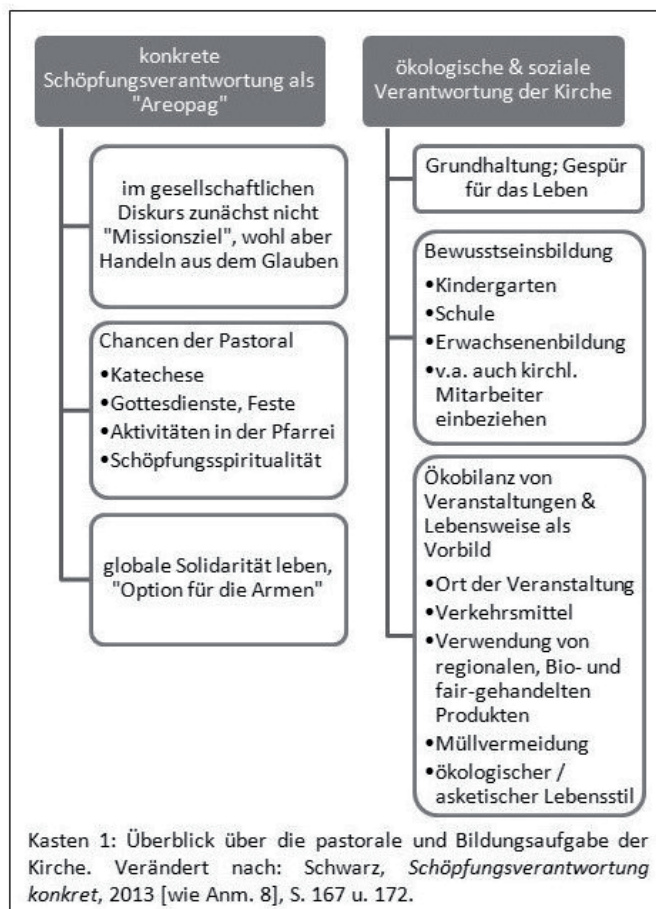 konkrete
Schöpfungsverantwortung als
"Areopag"
im gesellschaftlichen
Diskurs zunächst nicht
"Missionsziel", wohl aber
Handeln aus dem Glauben
Chancen der Pastoral
•Katechese
•Gottesdienste, Feste
•Aktivitäten in der Pfarrei
•Schöpfungsspiritualität
globale Solidarität leben,
"Option für die Armen"
ökologische & soziale
Verantwortung der Kirche
Grundhaltung; Gespür
für das Leben
Bewusstseinsbildung
•Kindergarten
•Schule
•Erwachsenenbildung
•v.a. auch kirchl.
Mitarbeiter
einbeziehen
Ökobilanz von
Veranstaltungen &
Lebensweise als
Vorbild
•Ort der Veranstaltung
•Verkehrsmittel
•Verwendung von
regionalen, Bio- und
fair-gehandelten
Produkten
•Müllvermeidung
•ökologischer /
asketischer Lebensstil
Kasten 1: Überblick über die pastorale und Bildungsaufgabe der
Kirche. Verändert nach: Schwarz, Schöpfungsverantwortung
konkret, 2013 [wie Anm. 8], S. 167 u. 172.